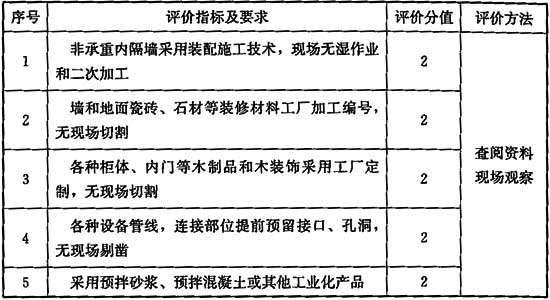 序号 评价指标及要求 评价分值 评价方法
1 非承重内隔墙采用装配施工技术，现场无湿作业
和二次加工 2
2 墙和地面瓷砖、石材等装修材料工厂加工编号，
无现场切割 2
查阅资料
现场观察
3 各种柜体、内门等木制品和木装饰采用工厂定
制，无现场切割 2
4 各种设备管线，连接部位提前预留接口、孔洞，
无现场剔凿 2
5 采用预拌砂浆、预拌混凝土或其他工业化产品 2